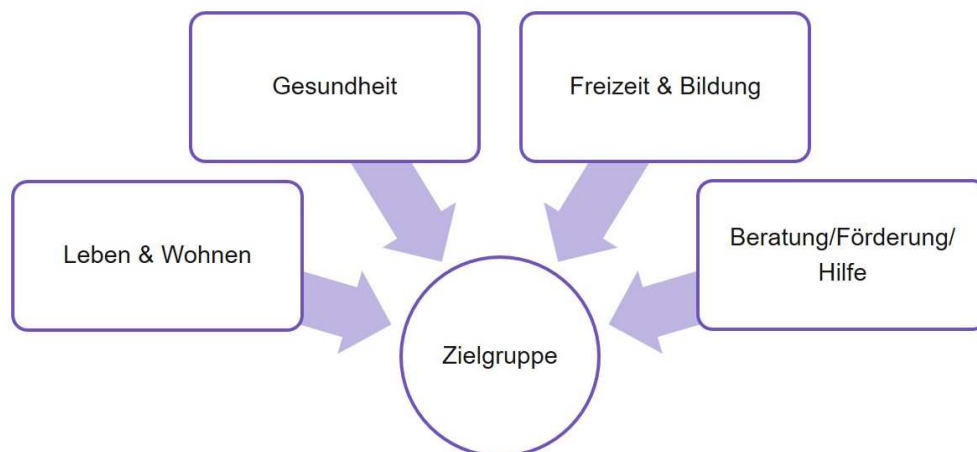 Gesundheit
Freizeit & Bildung
Leben & Wohnen
Beratung/Förderung/
Hilfe
Zielgruppe